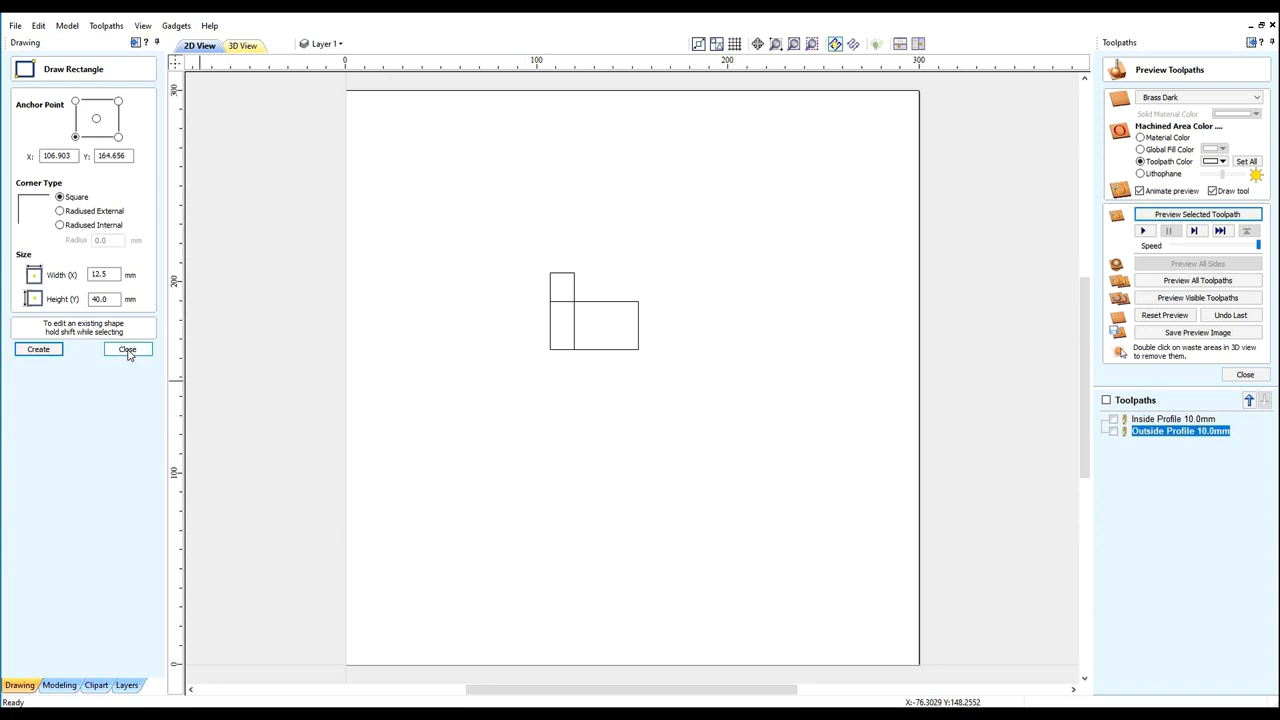 File Edit Model Toolpaths View Gadgets Help
Drawing ?
2D View 3D View Layer 1
Toolpaths ?
Draw Rectangle
Anchor Point
X: 106.903 Y: 164.656
Corner Type
Square
Radiused External
Radiused Internal
Radius 0.0 mm
Size
Width (X) 12.5 mm
Height (Y) 40.0 mm
To edit an existing shape
hold shift while selecting
Create Close
0 100 200 300
300
200
100
0
Preview Toolpaths
Brass Dark
Solid Material Color
Machined Area Color ....
Material Color
Global Fill Color
Toolpath Color Set All
Lithophane
Animate preview Draw tool
Preview Selected Toolpath
Speed
Preview All Sides
Preview All Toolpaths
Preview Visible Toolpaths
Reset Preview Undo Last
Save Preview Image
Double click on waste areas in 3D view
to remove them.
Close
Toolpaths
Inside Profile 10.0mm
Outside Profile 10.0mm
Drawing Modeling Clipart Layers
Ready X:-76.3029 Y:148.2552